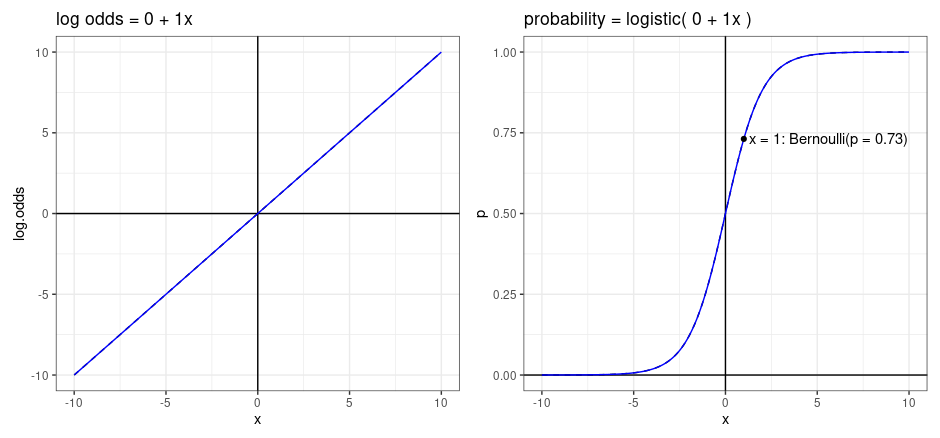 log odds = 0 + 1x
10
5
0
-5
-10
log.odds
-10
-5
0
5
10
x
probability = logistic( 0 + 1x )
1.00
0.75
0.50
0.25
0.00
p
x = 1: Bernoulli(p = 0.73)
-10
-5
0
5
10
x